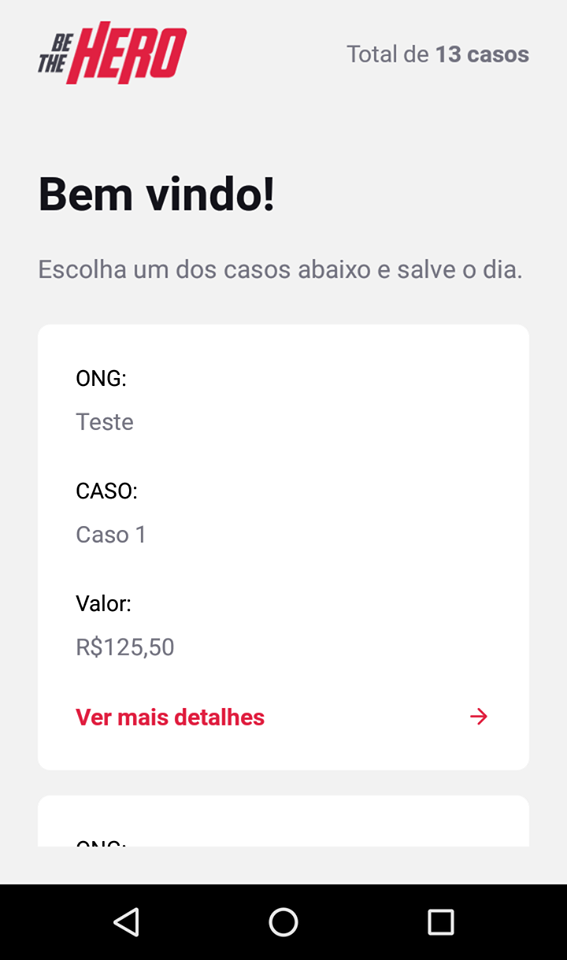 BE THE HERO
Total de 13 casos
Bem vindo!
Escolha um dos casos abaixo e salve o dia.
ONG:
Teste
CASO:
Caso 1
Valor:
R$125,50
Ver mais detalhes
ONG: